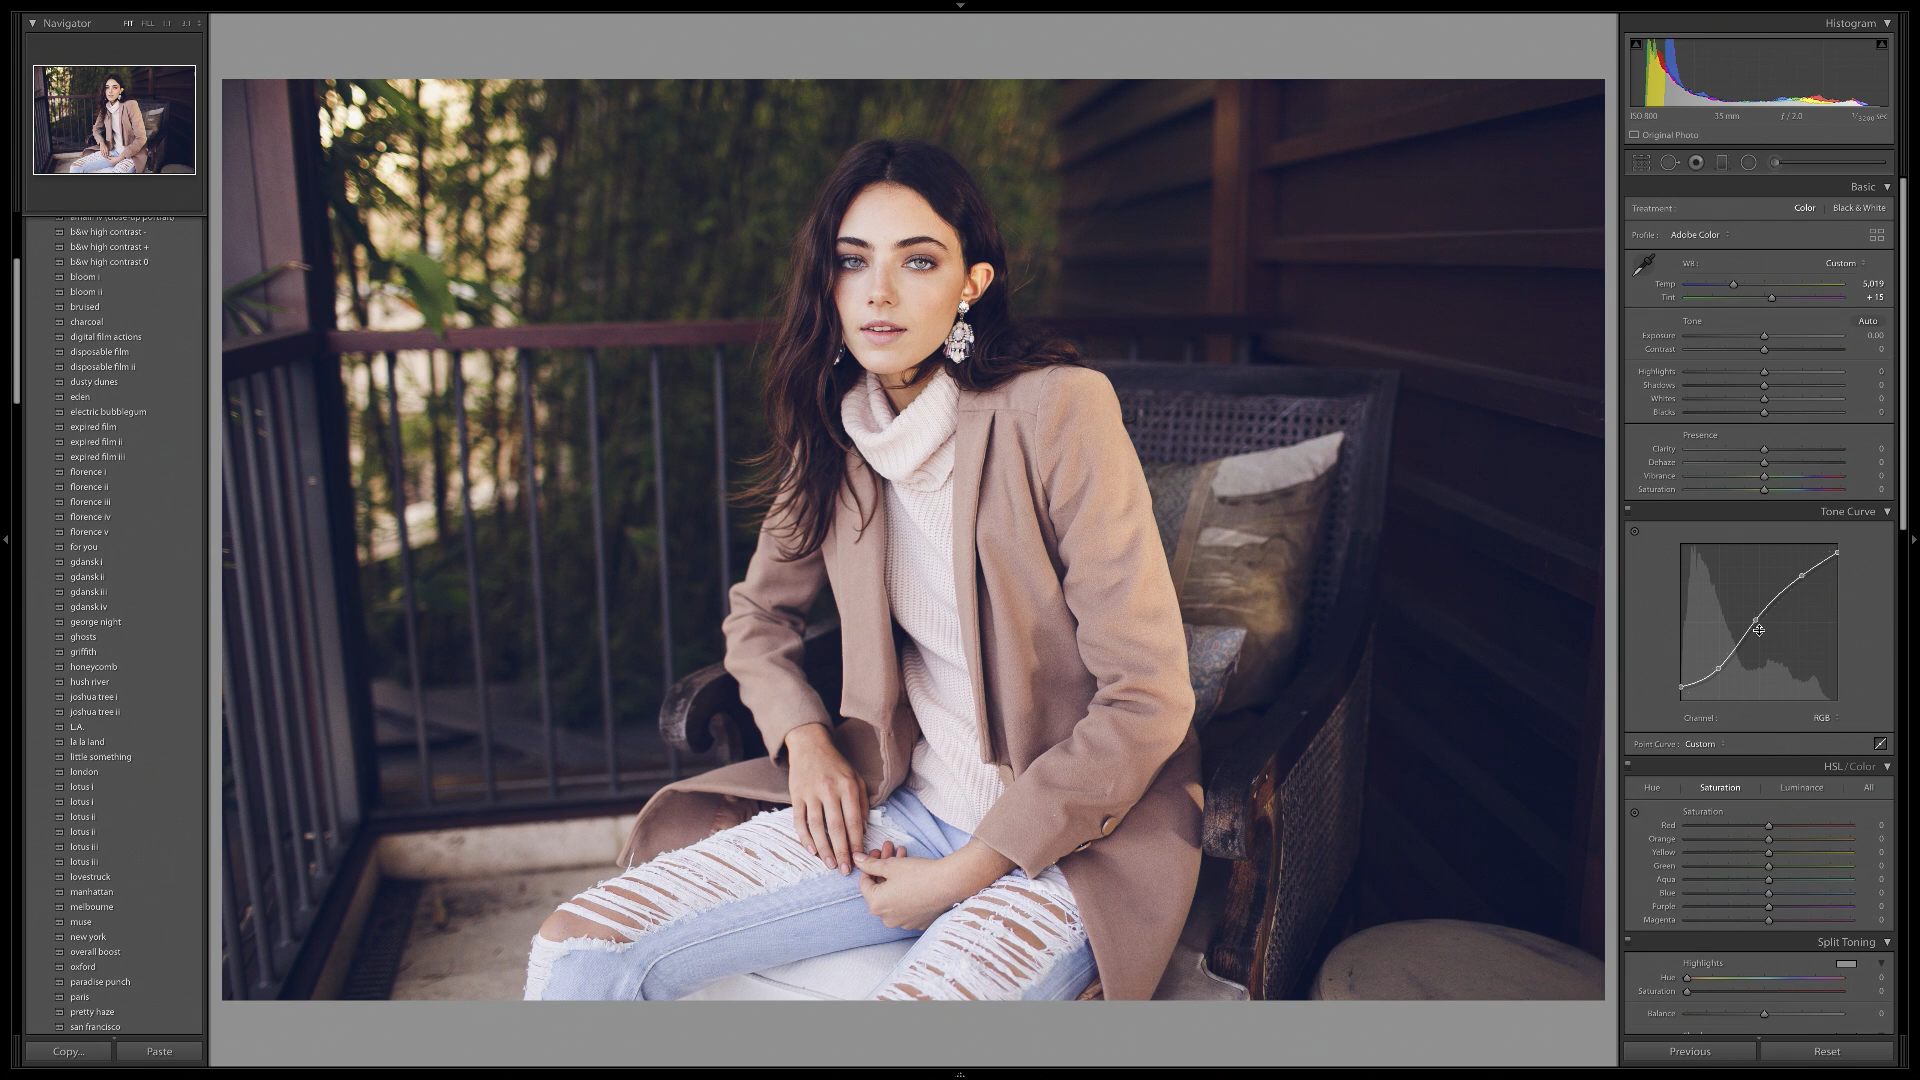 Navigator FIT FILL 1:1 3:1
b&w high contrast -
b&w high contrast +
b&w high contrast 0
bloom i
bloom ii
bruised
charcoal
digital film actions
disposable film
disposable film ii
dusty dunes
eden
electric bubblegum
expired film
expired film ii
expired film iii
florence i
florence ii
florence iii
florence iv
florence v
for you
gdansk i
gdansk ii
gdansk iii
gdansk iv
george night
ghosts
griffith
honeycomb
hush river
joshua tree i
joshua tree ii
L.A.
la la land
little something
london
lotus i
lotus i
lotus ii
lotus ii
lotus iii
lotus iii
lovestruck
manhattan
melbourne
muse
new york
overall boost
oxford
paradise punch
paris
pretty haze
san francisco
Copy... Paste
Histogram
ISO 800 35 mm ƒ / 2.0 1/3200 sec
Original Photo
Basic
Treatment : Color Black & White
Profile : Adobe Color
WB : Custom
Temp 5,019
Tint + 15
Tone Auto
Exposure 0.00
Contrast 0
Highlights 0
Shadows 0
Whites 0
Blacks 0
Presence
Clarity 0
Dehaze 0
Vibrance 0
Saturation 0
Tone Curve
Channel : RGB
Point Curve : Custom
HSL / Color
Hue Saturation Luminance All
Saturation
Red 0
Orange 0
Yellow 0
Green 0
Aqua 0
Blue 0
Purple 0
Magenta 0
Split Toning
Highlights
Hue 0
Saturation 0
Balance 0
Previous Reset